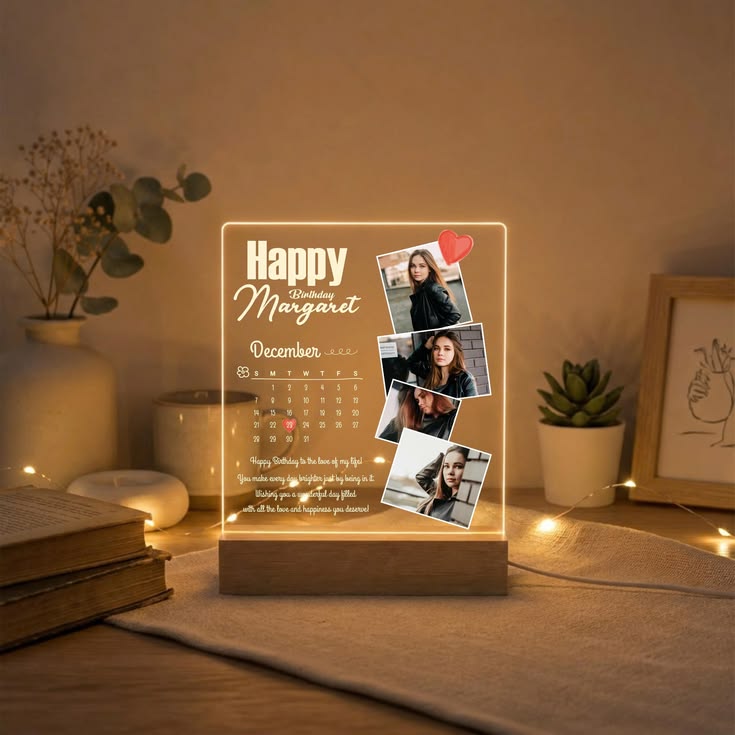 Happy
Birthday
Margaret
December
S M T W T F S
1 2 3 4 5 6
7 8 9 10 11 12 13
14 15 16 17 18 19 20
21 22 23 24 25 26 27
28 29 30 31
Happy Birthday to the love of my life!
You make every day brighter just by being in it.
Wishing you a wonderful day filled
with all the love and happiness you deserve!